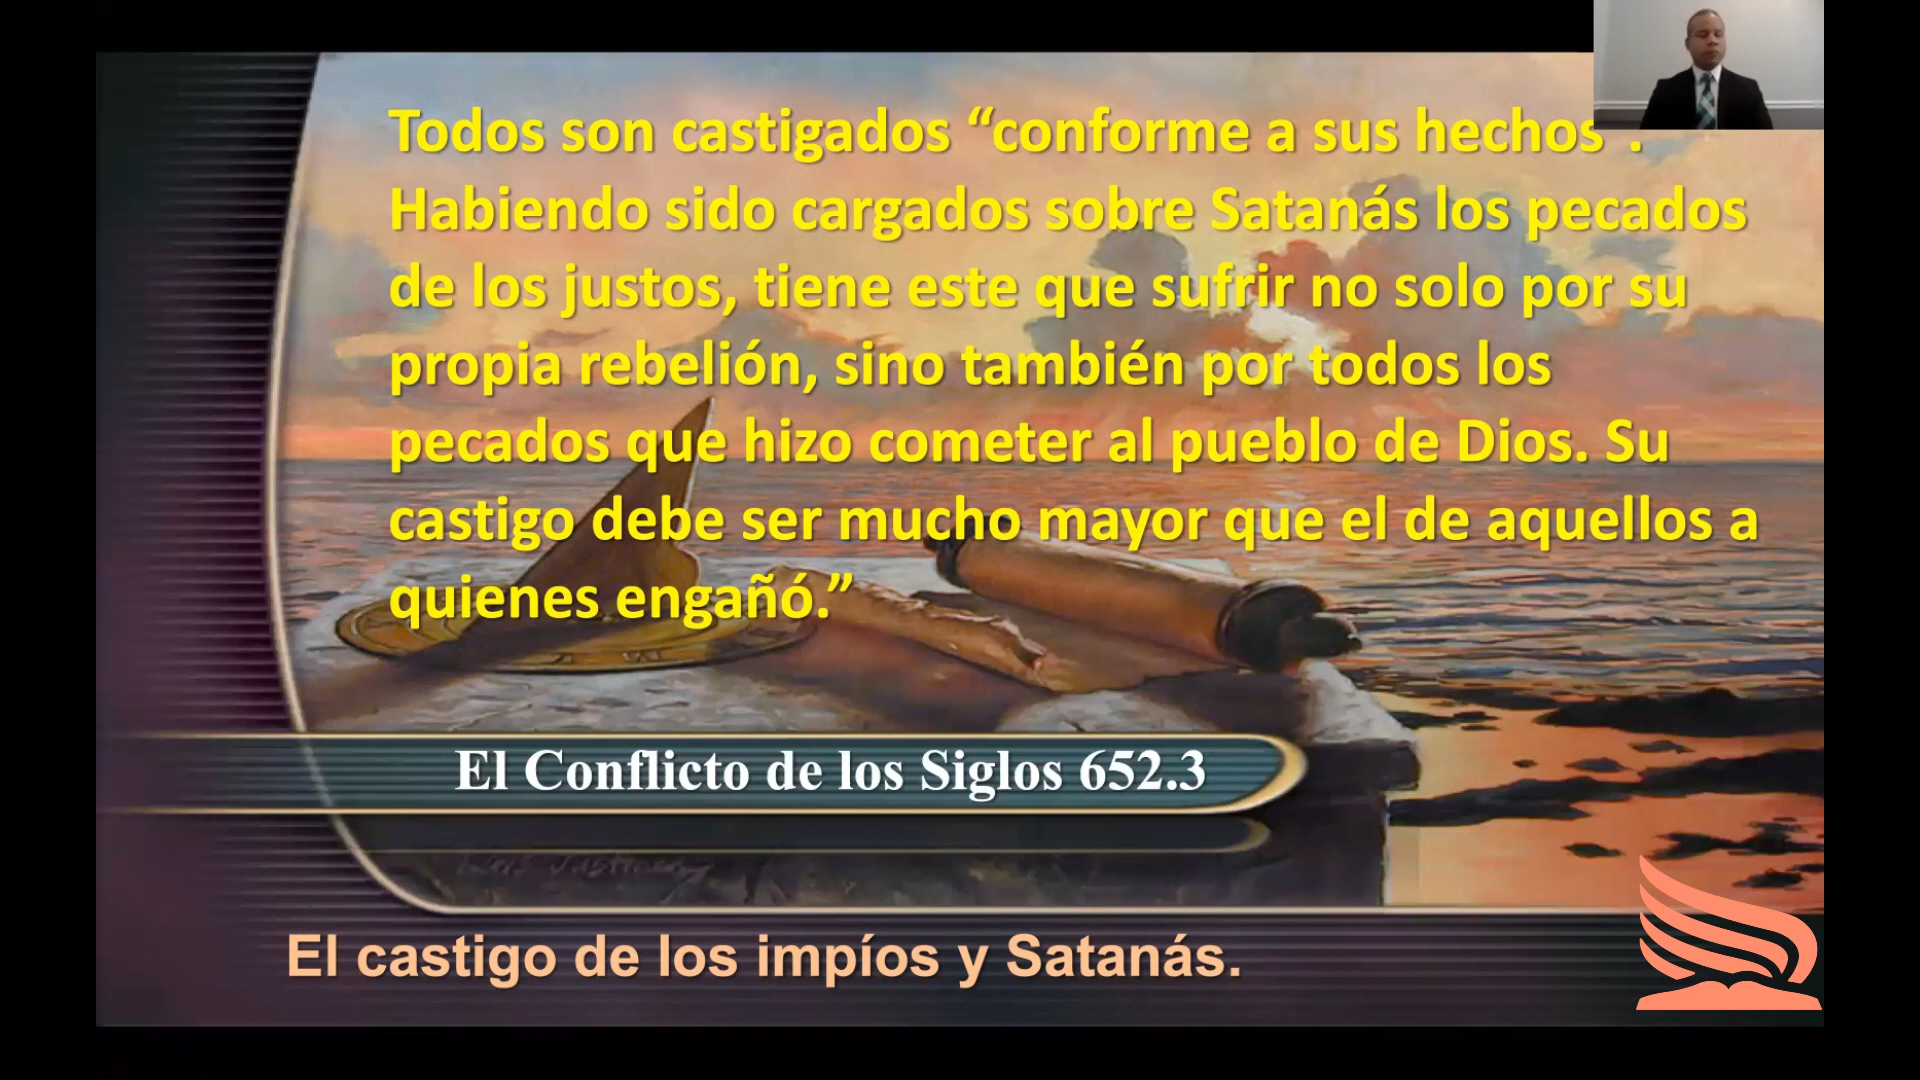 Todos son castigados “conforme a sus hechos”.
Habiendo sido cargados sobre Satanás los pecados
de los justos, tiene este que sufrir no solo por su
propia rebelión, sino también por todos los
pecados que hizo cometer al pueblo de Dios. Su
castigo debe ser mucho mayor que el de aquellos a
quienes engañó.”
El Conflicto de los Siglos 652.3
El castigo de los impíos y Satanás.